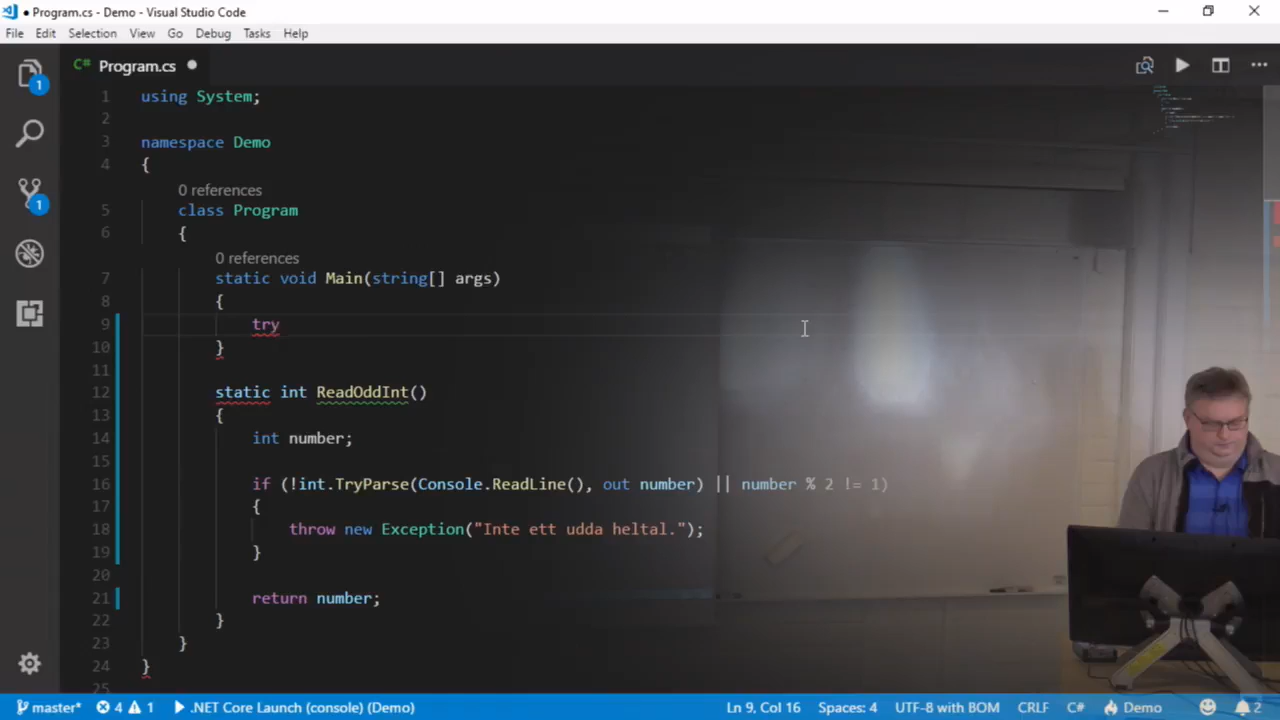 Program.cs - Demo - Visual Studio Code
File Edit Selection View Go Debug Tasks Help
C# Program.cs
1 using System;
2
3 namespace Demo
4 {
0 references
5 class Program
6 {
0 references
7 static void Main(string[] args)
8 {
9 try
10 }
11
12 static int ReadOddInt()
13 {
14 int number;
15
16 if (!int.TryParse(Console.ReadLine(), out number) || number % 2 != 1)
17 {
18 throw new Exception("Inte ett udda heltal.");
19 }
20
21 return number;
22 }
23 }
24 }
25
1
1
master* 4 1 .NET Core Launch (console) (Demo) Ln 9, Col 16 Spaces: 4 UTF-8 with BOM CRLF C# Demo 2